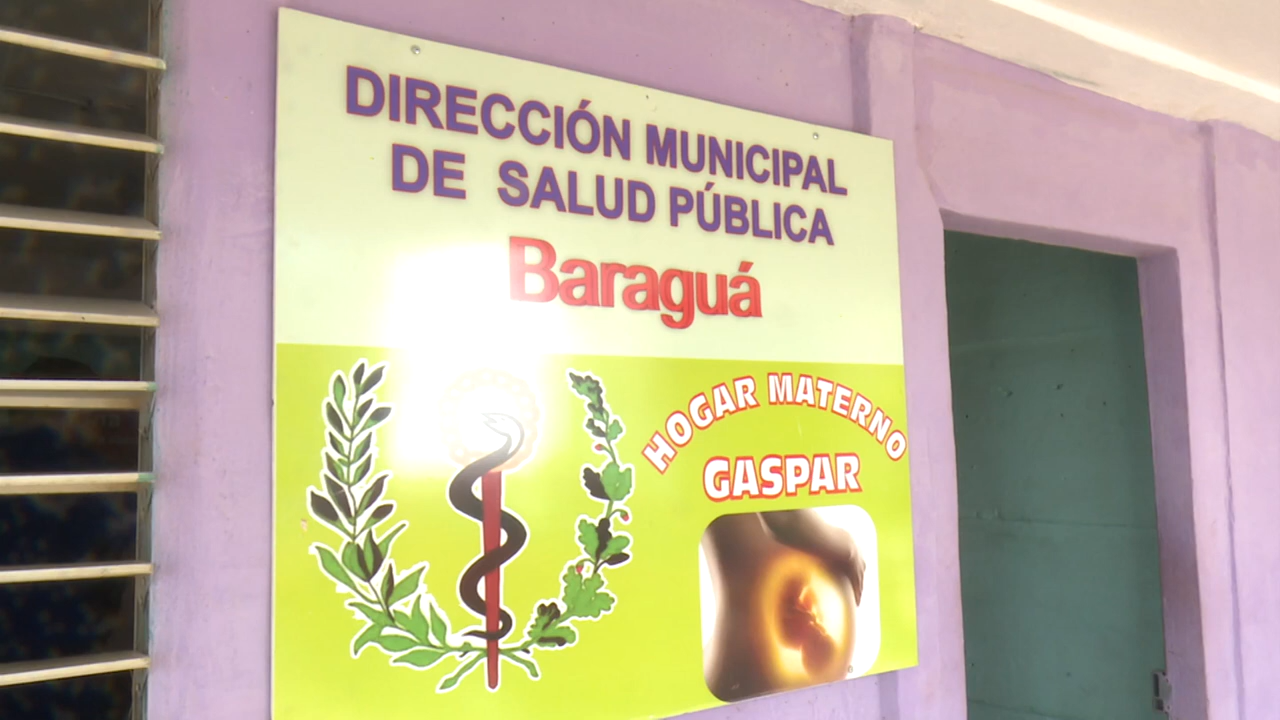 DIRECCIÓN MUNICIPAL
DE SALUD PÚBLICA
Baraguá
HOGAR MATERNO
GASPAR